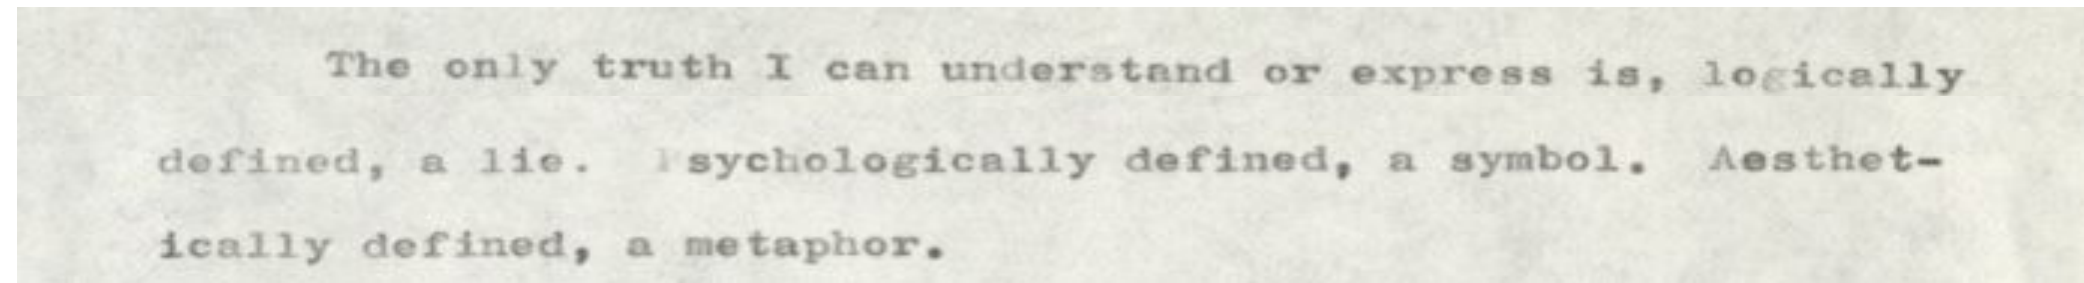 The only truth I can understand or express is, logically
defined, a lie. Psychologically defined, a symbol. Aesthet-
ically defined, a metaphor.